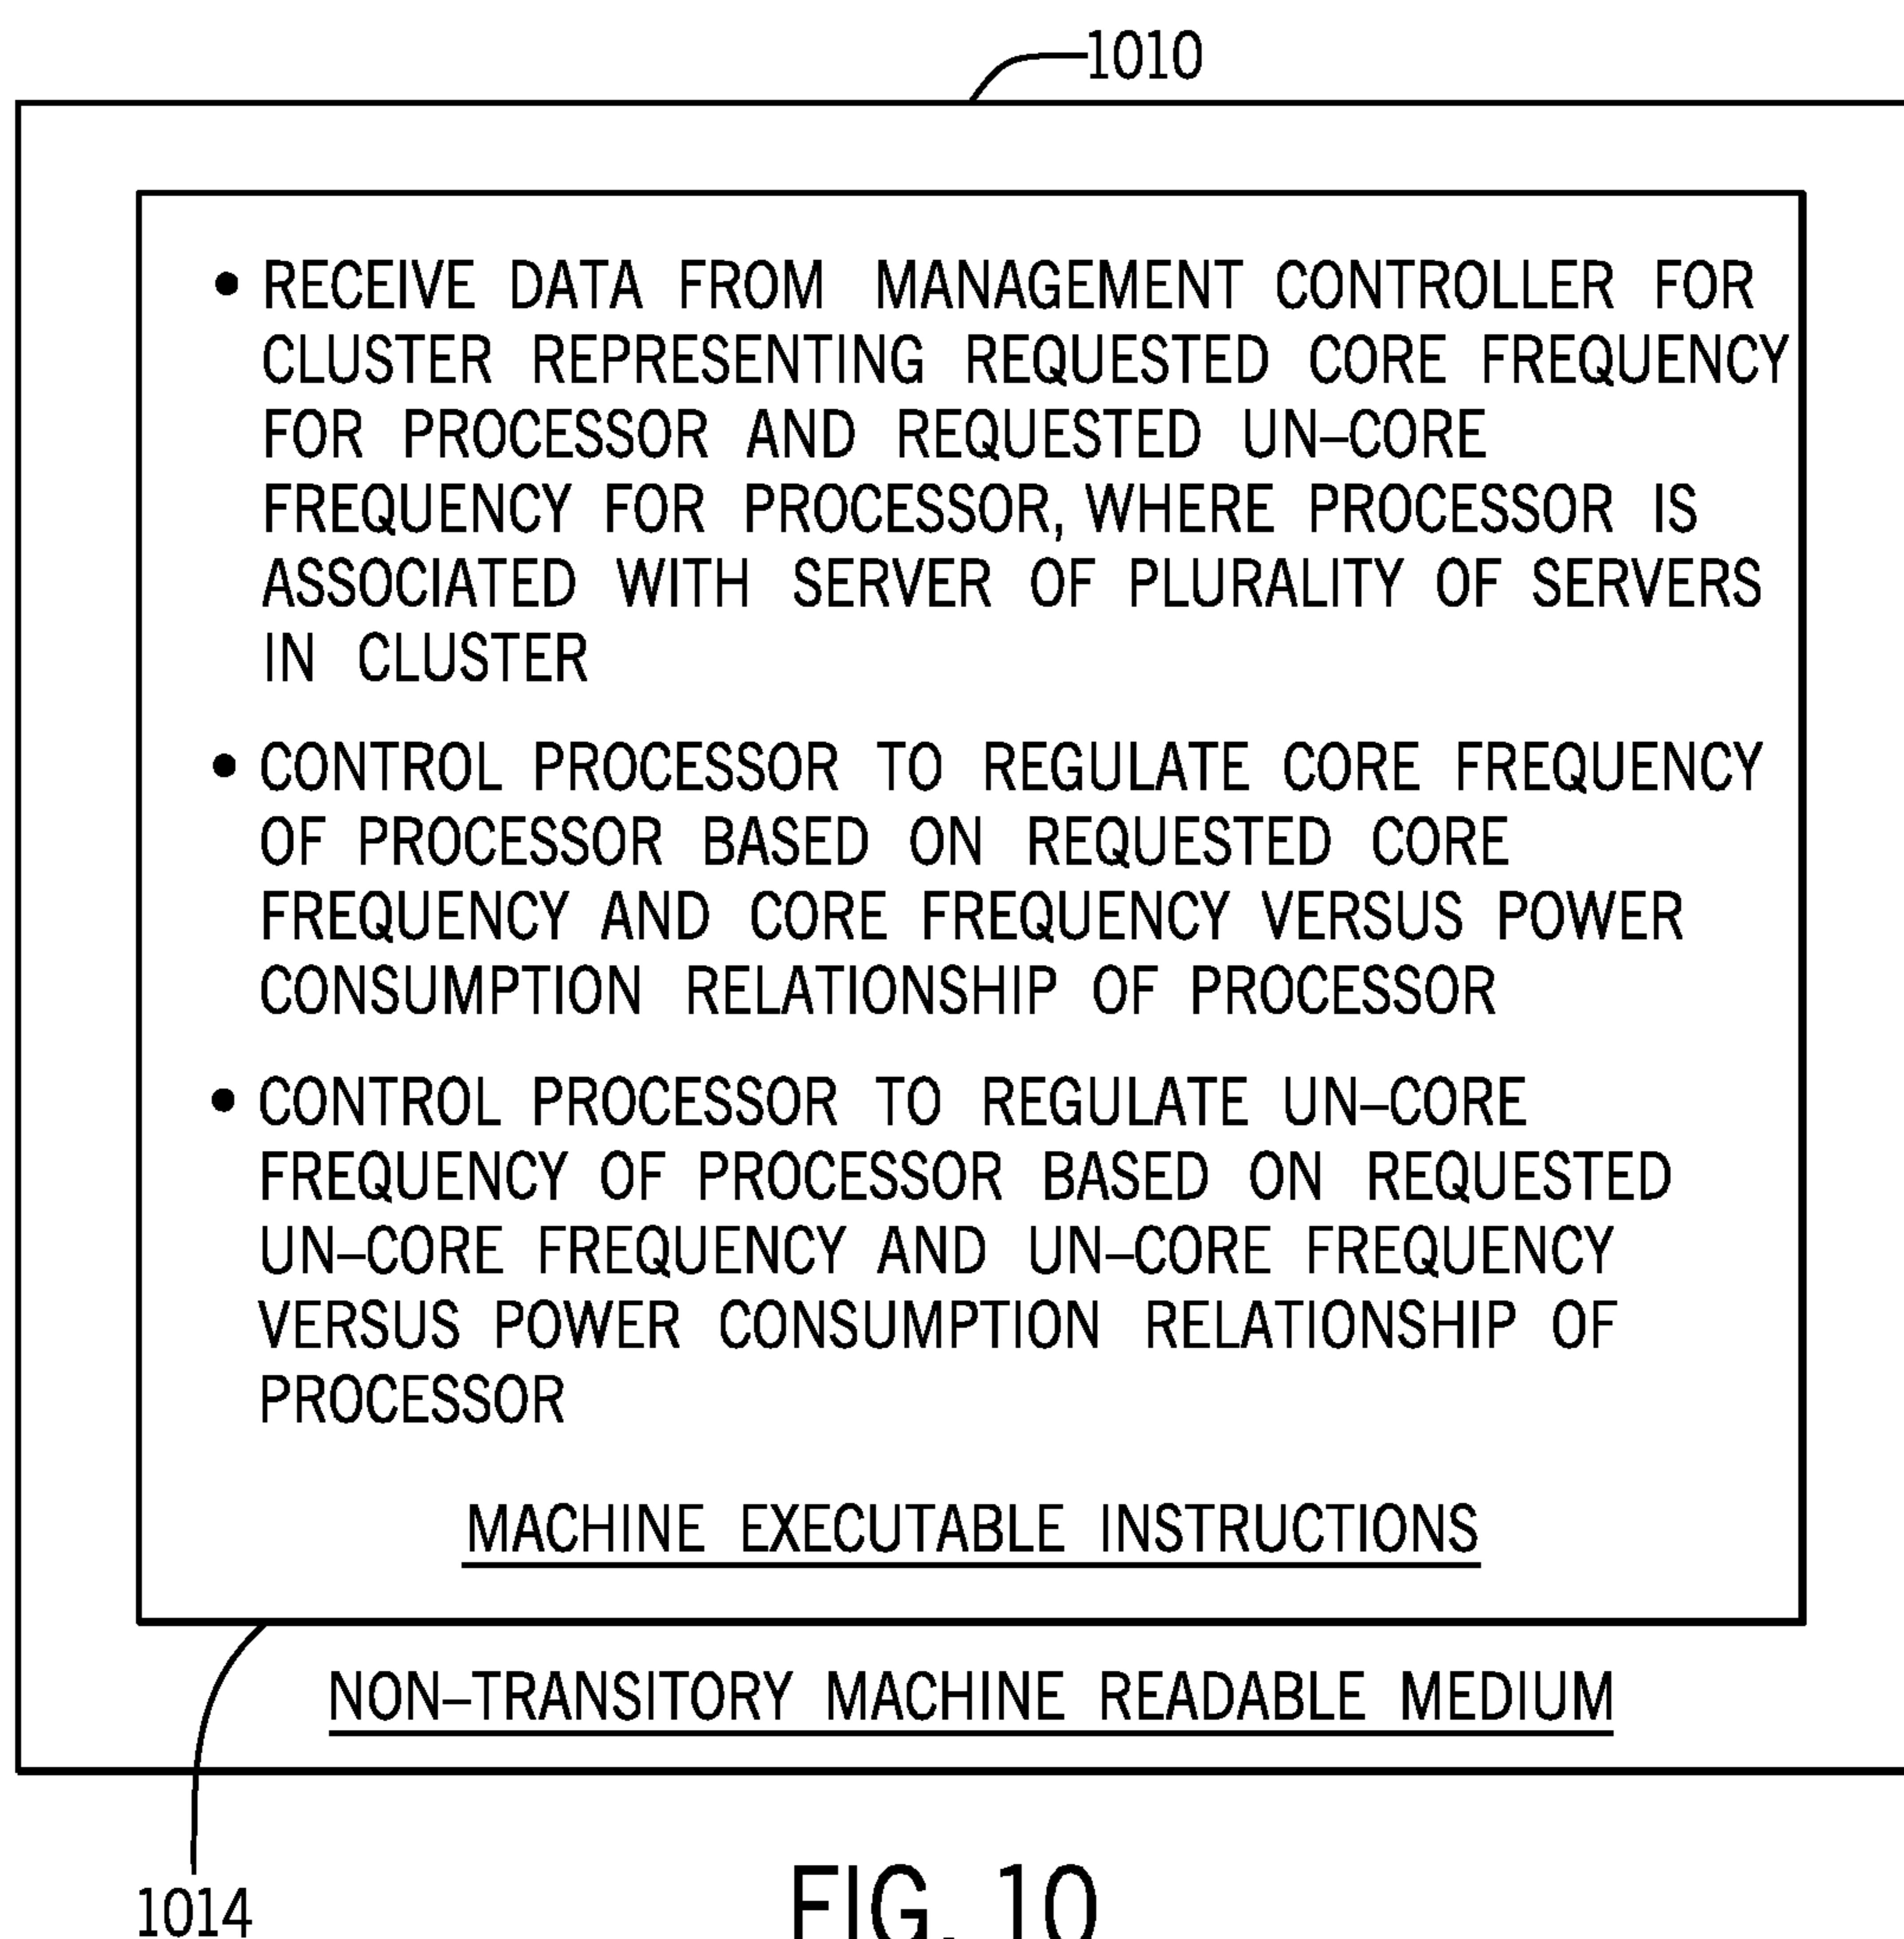 1010
• RECEIVE DATA FROM MANAGEMENT CONTROLLER FOR
CLUSTER REPRESENTING REQUESTED CORE FREQUENCY
FOR PROCESSOR AND REQUESTED UN–CORE
FREQUENCY FOR PROCESSOR, WHERE PROCESSOR IS
ASSOCIATED WITH SERVER OF PLURALITY OF SERVERS
IN CLUSTER
• CONTROL PROCESSOR TO REGULATE CORE FREQUENCY
OF PROCESSOR BASED ON REQUESTED CORE
FREQUENCY AND CORE FREQUENCY VERSUS POWER
CONSUMPTION RELATIONSHIP OF PROCESSOR
• CONTROL PROCESSOR TO REGULATE UN–CORE
FREQUENCY OF PROCESSOR BASED ON REQUESTED
UN–CORE FREQUENCY AND UN–CORE FREQUENCY
VERSUS POWER CONSUMPTION RELATIONSHIP OF
PROCESSOR
MACHINE EXECUTABLE INSTRUCTIONS
NON–TRANSITORY MACHINE READABLE MEDIUM
1014
FIG. 10